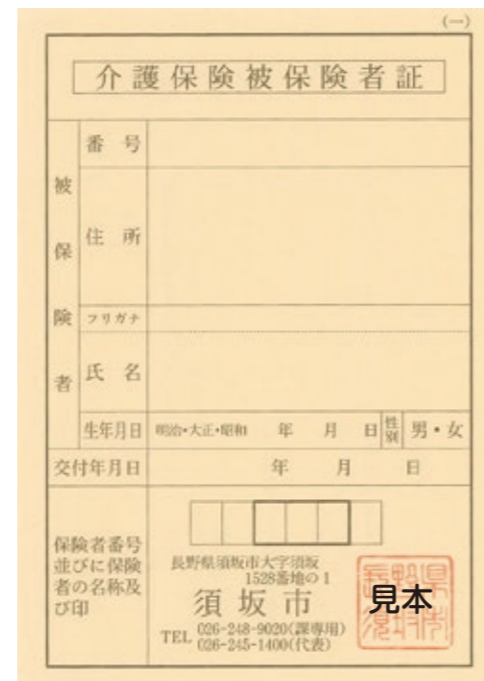 (一)
介護保険被保険者証
被保険者
番号
住所
フリガナ
氏名
生年月日 明治・大正・昭和 年 月 日 性別 男・女
交付年月日 年 月 日
保険者番号
並びに保険
者の名称及
び印
長野県須坂市大字須坂
1528番地の1
須坂市
TEL 026-248-9020(課専用)
026-245-1400(代表)
見本